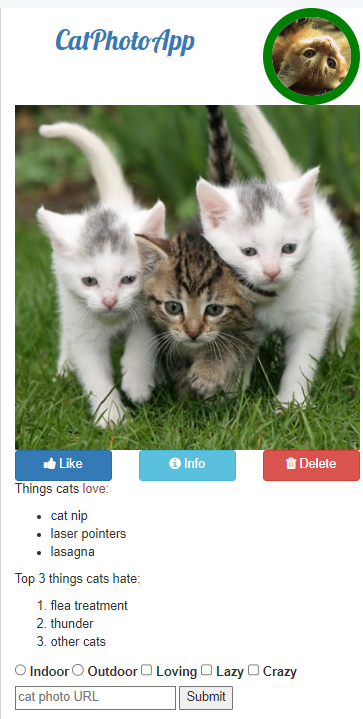 CatPhotoApp
Like Info Delete
Things cats love:
cat nip
laser pointers
lasagna
Top 3 things cats hate:
1. flea treatment
2. thunder
3. other cats
Indoor Outdoor Loving Lazy Crazy
cat photo URL Submit